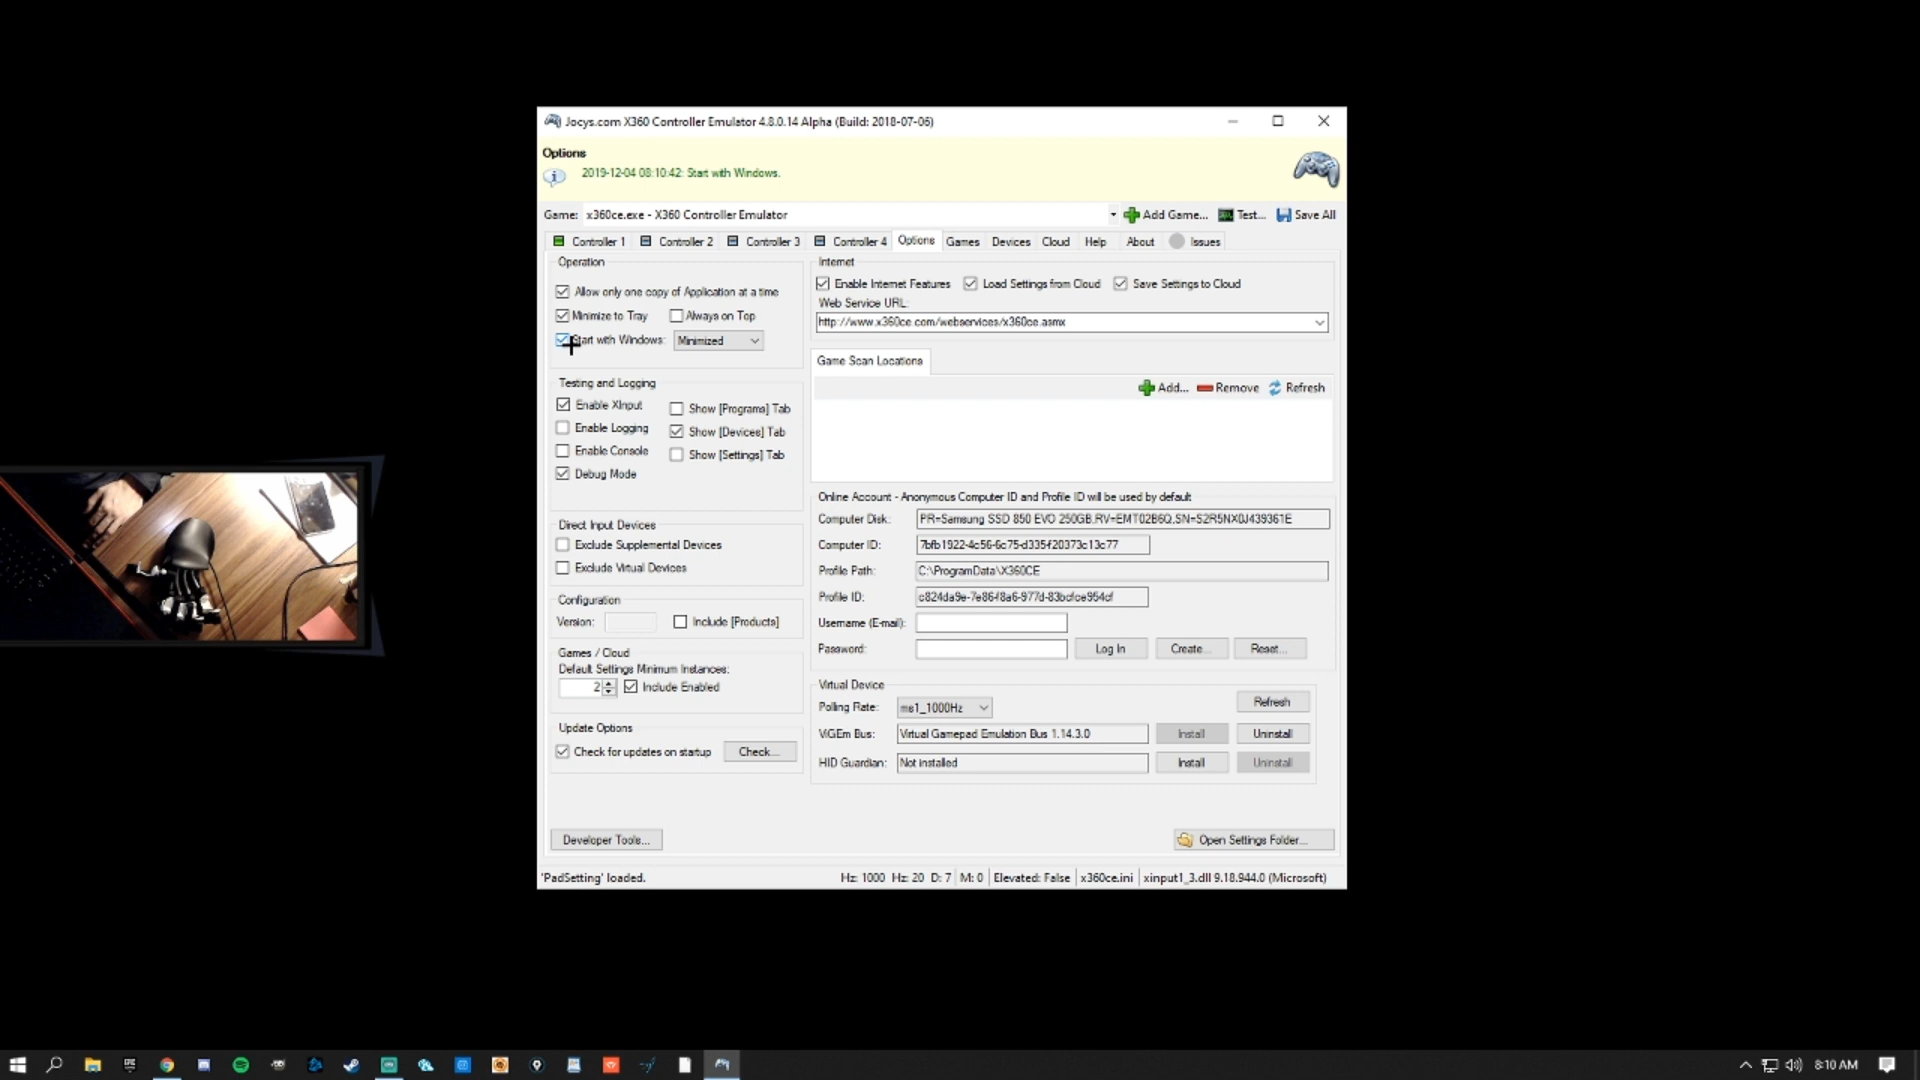 Jocys.com X360 Controller Emulator 4.8.0.14 Alpha (Build: 2018-07-06)
Options
2019-12-04 08:10:42: Start with Windows.
Game: x360ce.exe - X360 Controller Emulator Add Game... Test... Save All
Controller 1 Controller 2 Controller 3 Controller 4 Options Games Devices Cloud Help About Issues
Operation
Allow only one copy of Application at a time
Minimize to Tray Always on Top
Start with Windows: Minimized
Testing and Logging
Enable XInput Show [Programs] Tab
Enable Logging Show [Devices] Tab
Enable Console Show [Settings] Tab
Debug Mode
Direct Input Devices
Exclude Supplemental Devices
Exclude Virtual Devices
Configuration
Version: Include [Products]
Games / Cloud
Default Settings Minimum Instances:
2 Include Enabled
Update Options
Check for updates on startup Check...
Developer Tools...
Internet
Enable Internet Features Load Settings from Cloud Save Settings to Cloud
Web Service URL:
http://www.x360ce.com/webservices/x360ce.asmx
Game Scan Locations
Add... Remove Refresh
Online Account - Anonymous Computer ID and Profile ID will be used by default
Computer Disk: PR=Samsung SSD 850 EVO 250GB,RV=EMT02B6Q,SN=S2R5NX0J439361E
Computer ID: 7bfb1922-4c56-6c75-d335-f20373c13c77
Profile Path: C:\ProgramData\X360CE
Profile ID: c824da9e-7e86-f8a6-977d-83bcfce954cf
Username (E-mail):
Password: Log In Create... Reset...
Virtual Device
Refresh
Polling Rate: ms1_1000Hz
ViGEm Bus: Virtual Gamepad Emulation Bus 1.14.3.0 Install Uninstall
HID Guardian: Not installed Install Uninstall
Open Settings Folder...
'PadSetting' loaded. Hz: 1000 Hz: 20 D: 7 M: 0 Elevated: False x360ce.ini xinput1_3.dll 9.18.944.0 (Microsoft)
8:10 AM